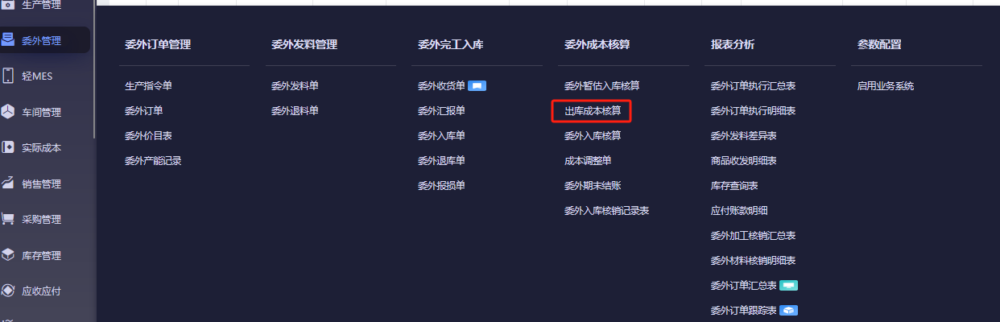 生产管理
委外管理
轻MES
车间管理
实际成本
销售管理
采购管理
库存管理
应收应付
委外订单管理
生产指令单
委外订单
委外价目表
委外产能记录
委外发料管理
委外发料单
委外退料单
委外完工入库
委外收货单
委外汇报单
委外入库单
委外退库单
委外报损单
委外成本核算
委外暂估入库核算
出库成本核算
委外入库核算
成本调整单
委外期末结账
委外入库核销记录表
报表分析
委外订单执行汇总表
委外订单执行明细表
委外发料差异表
商品收发明细表
库存查询表
应付账款明细
委外加工核销汇总表
委外材料核销明细表
委外订单汇总表
委外订单跟踪表
参数配置
启用业务系统